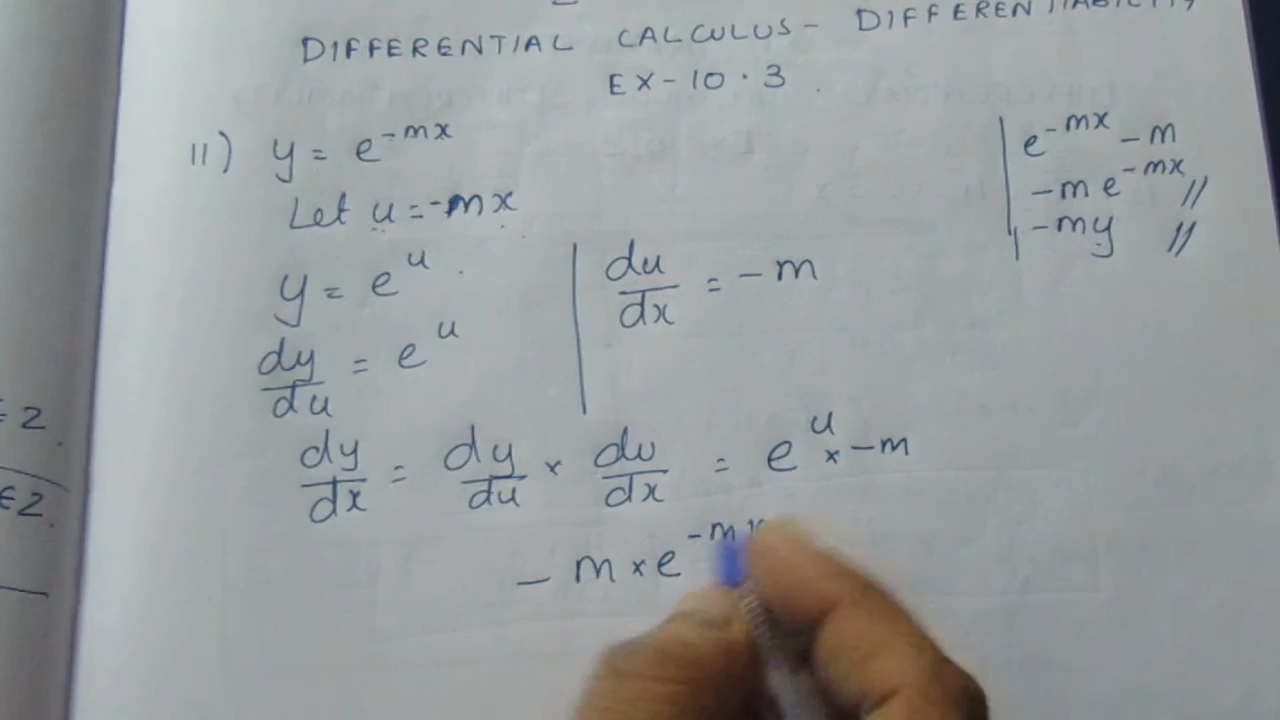 DIFFERENTIAL CALCULUS - DIFFERENTIABILITY
EX-10.3
11) y = e^-mx
Let u = -mx
y = e^u
dy/du = e^u
du/dx = -m
dy/dx = dy/du × du/dx = e^u × -m
- m × e^-mx
e^-mx -m
-m e^-mx //
-my //
∈ Z.
∈ Z.